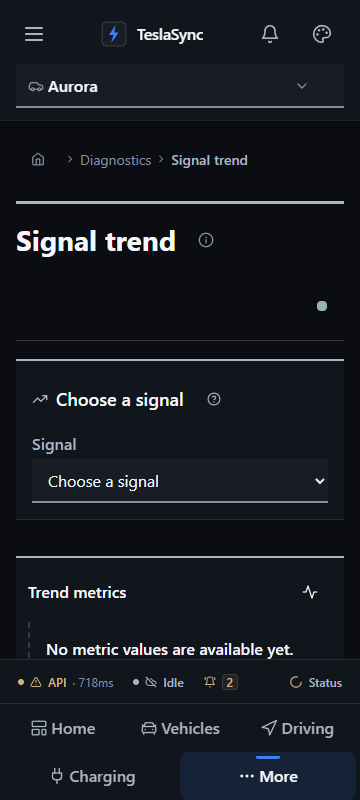 TeslaSync
Aurora
Diagnostics
Signal trend
Signal trend
Choose a signal
Signal
Choose a signal
Trend metrics
No metric values are available yet.
API · 718ms
Idle
2
Status
Home
Vehicles
Driving
Charging
More